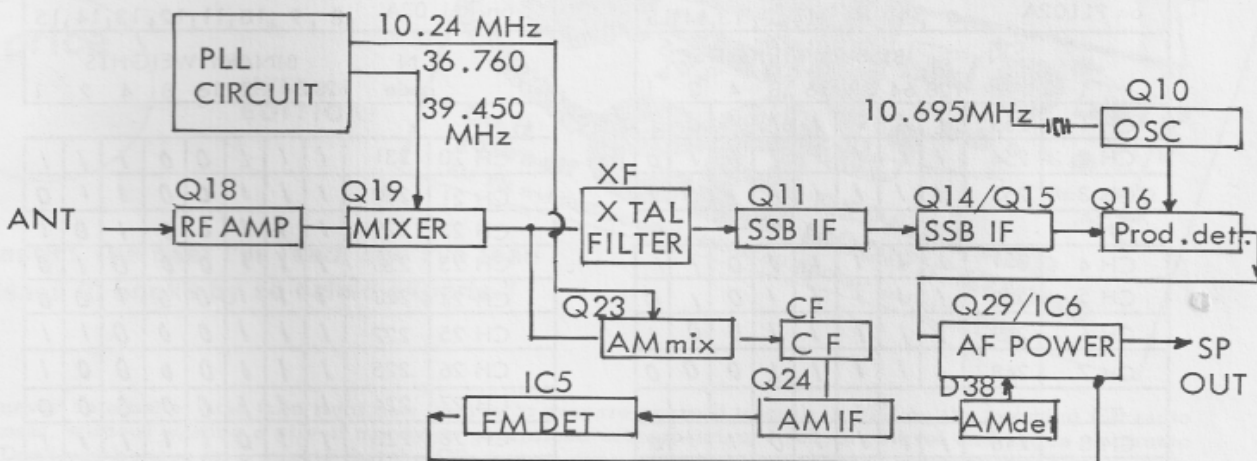 PLL
CIRCUIT
10.24 MHz
36.760
39.450
MHz
Q10
10.695MHz
OSC
ANT
Q18
RF AMP
Q19
MIXER
XF
X TAL
FILTER
Q11
SSB IF
Q14/Q15
SSB IF
Q16
Prod.det.
Q23
AMmix
CF
C F
Q29/IC6
AF POWER
SP
OUT
IC5
FM DET
Q24
AM IF
D38
AMdet